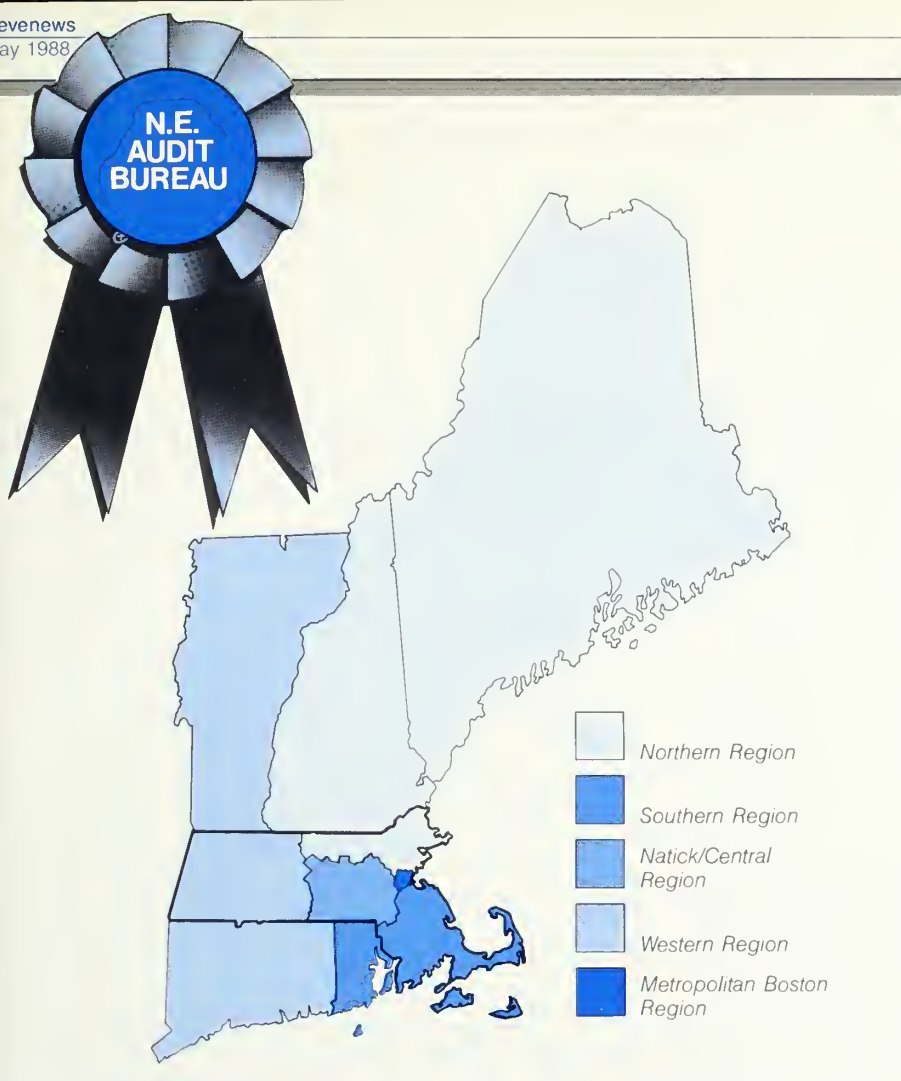 evenews
ay 1988
N.E.
AUDIT
BUREAU
Northern Region
Southern Region
Natick/Central
Region
Western Region
Metropolitan Boston
Region